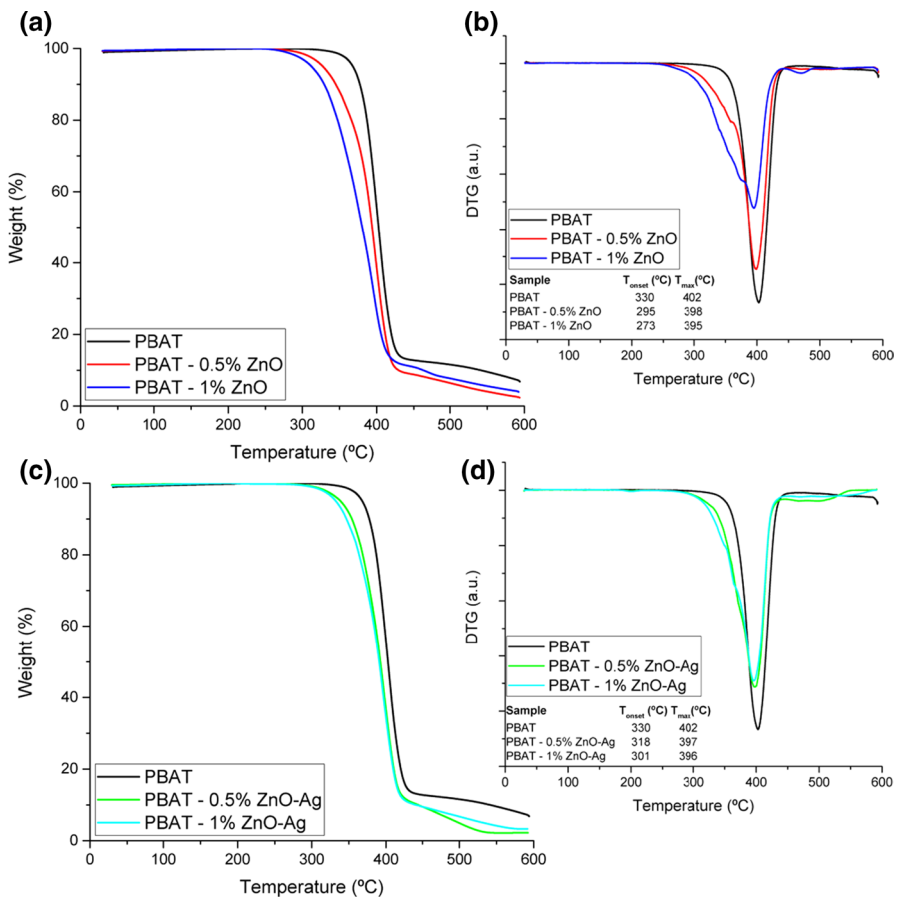 (a)
100
80
60
40
20
0
Weight (%)
PBAT
PBAT - 0.5% ZnO
PBAT - 1% ZnO
0 100 200 300 400 500 600
Temperature (ºC)
(b)
DTG (a.u.)
PBAT
PBAT - 0.5% ZnO
PBAT - 1% ZnO
Sample Tonset (ºC) Tmax(ºC)
PBAT 330 402
PBAT - 0.5% ZnO 295 398
PBAT - 1% ZnO 273 395
0 100 200 300 400 500 600
Temperature (ºC)
(c)
100
80
60
40
20
0
Weight (%)
PBAT
PBAT - 0.5% ZnO-Ag
PBAT - 1% ZnO-Ag
0 100 200 300 400 500 600
Temperature (ºC)
(d)
DTG (a.u.)
PBAT
PBAT - 0.5% ZnO-Ag
PBAT - 1% ZnO-Ag
Sample Tonset (ºC) Tmax(ºC)
PBAT 330 402
PBAT - 0.5% ZnO-Ag 318 397
PBAT - 1% ZnO-Ag 301 396
0 100 200 300 400 500 600
Temperature (ºC)